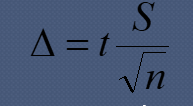 Δ = t S/√n